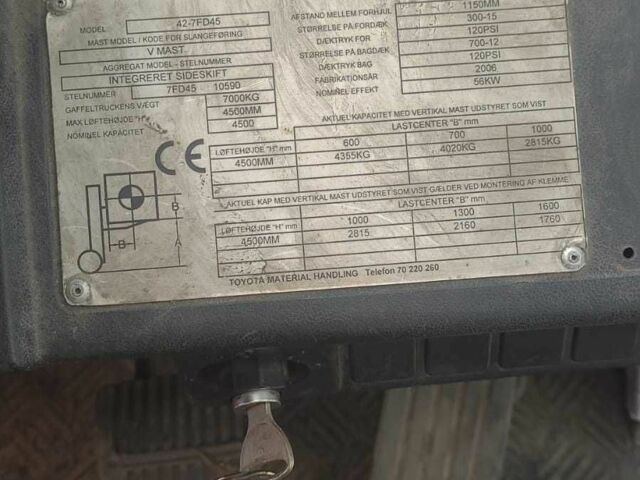 MODEL 42-7FD45
MAST MODEL / KODE FOR SLANGEFØRING
V MAST
AGGREGAT MODEL - STELNUMMER
INTEGRERET SIDESKIFT
STELNUMMER 7FD45 10590
GAFFELTRUCKENS VÆGT 7000KG
MAX LØFTEHØJDE "H" 4500MM
NOMINEL KAPACITET 4500
AFSTAND MELLEM FORHJUL 1150MM
STØRRELSE PÅ FORDÆK 300-15
DÆKTRYK FOR 120PSI
STØRRELSE PÅ BAGDÆK 700-12
DÆKTRYK BAG 120PSI
FABRIKATIONSÅR 2006
NOMINEL EFFEKT 56KW
CE
AKTUEL KAPACITET MED VERTIKAL MAST UDSTYRET SOM VIST
LASTCENTER "B" mm
LØFTEHØJDE "H" mm 600 700 1000
4500MM 4355KG 4020KG 2815KG
AKTUEL KAP MED VERTIKAL MAST UDSTYRET SOM VIST GÆLDER VED MONTERING AF KLEMME
LASTCENTER "B" mm
LØFTEHØJDE "H" mm 1000 1300 1600
4500MM 2815 2160 1760
B
B
A
TOYOTA MATERIAL HANDLING Telefon 70 220 260